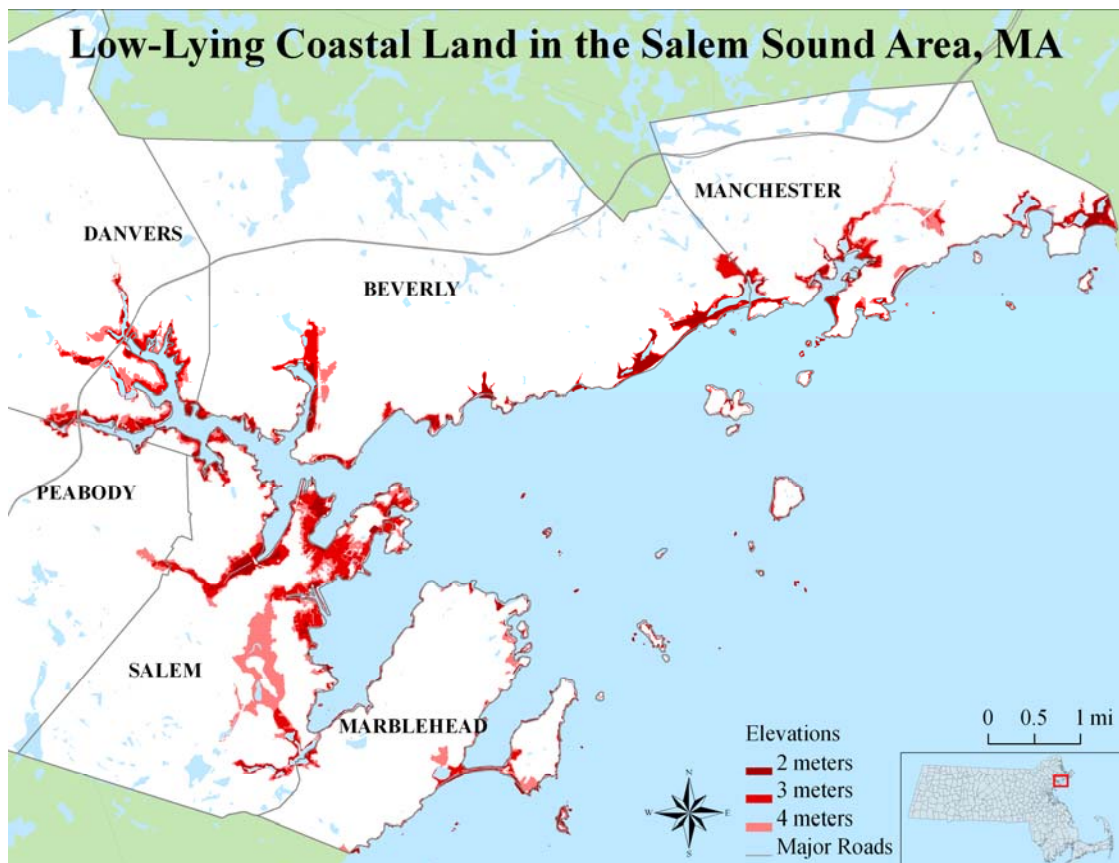 Low-Lying Coastal Land in the Salem Sound Area, MA
MANCHESTER
DANVERS
BEVERLY
PEABODY
SALEM
MARBLEHEAD
0 0.5 1 mi
Elevations
2 meters
3 meters
4 meters
Major Roads
N
W E
S